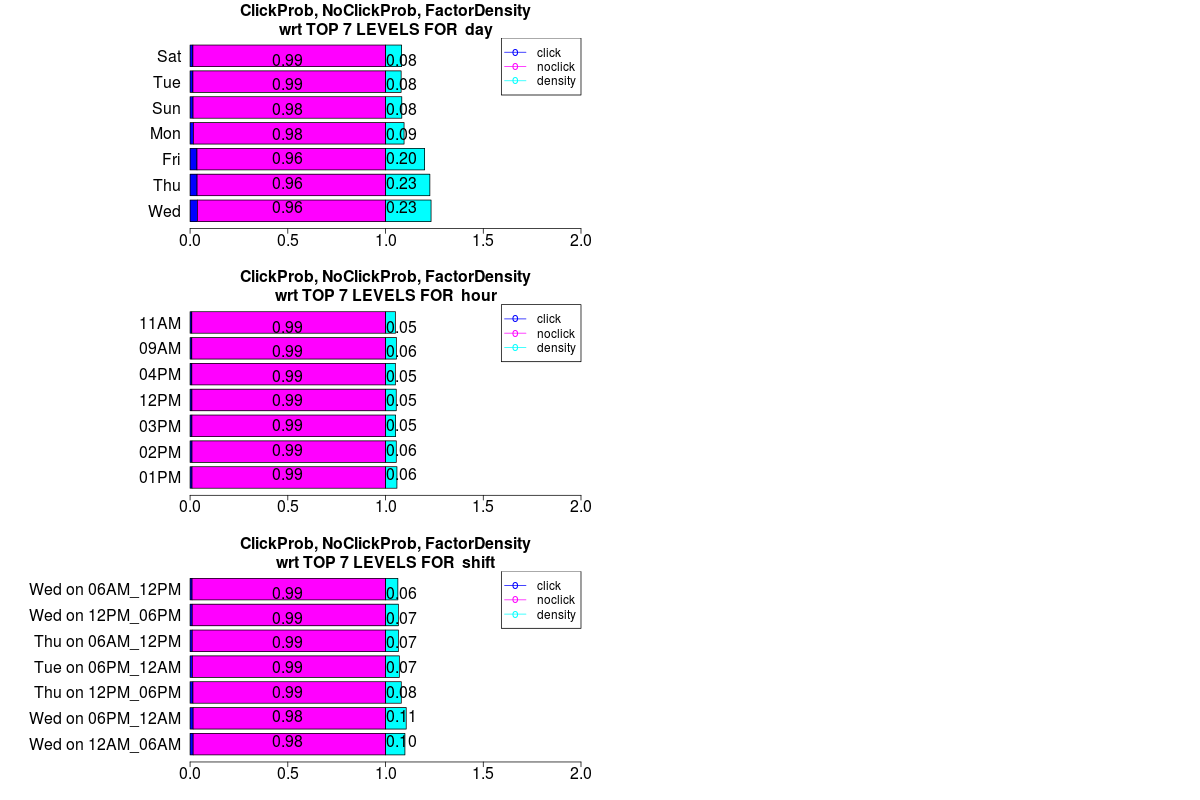 ClickProb, NoClickProb, FactorDensity
wrt TOP 7 LEVELS FOR  day
click
noclick
density
Sat 0.99 0.08
Tue 0.99 0.08
Sun 0.98 0.08
Mon 0.98 0.09
Fri 0.96 0.20
Thu 0.96 0.23
Wed 0.96 0.23
0.0 0.5 1.0 1.5 2.0
ClickProb, NoClickProb, FactorDensity
wrt TOP 7 LEVELS FOR  hour
click
noclick
density
11AM 0.99 0.05
09AM 0.99 0.06
04PM 0.99 0.05
12PM 0.99 0.05
03PM 0.99 0.05
02PM 0.99 0.06
01PM 0.99 0.06
0.0 0.5 1.0 1.5 2.0
ClickProb, NoClickProb, FactorDensity
wrt TOP 7 LEVELS FOR  shift
click
noclick
density
Wed on 06AM_12PM 0.99 0.06
Wed on 12PM_06PM 0.99 0.07
Thu on 06AM_12PM 0.99 0.07
Tue on 06PM_12AM 0.99 0.07
Thu on 12PM_06PM 0.99 0.08
Wed on 06PM_12AM 0.98 0.11
Wed on 12AM_06AM 0.98 0.10
0.0 0.5 1.0 1.5 2.0